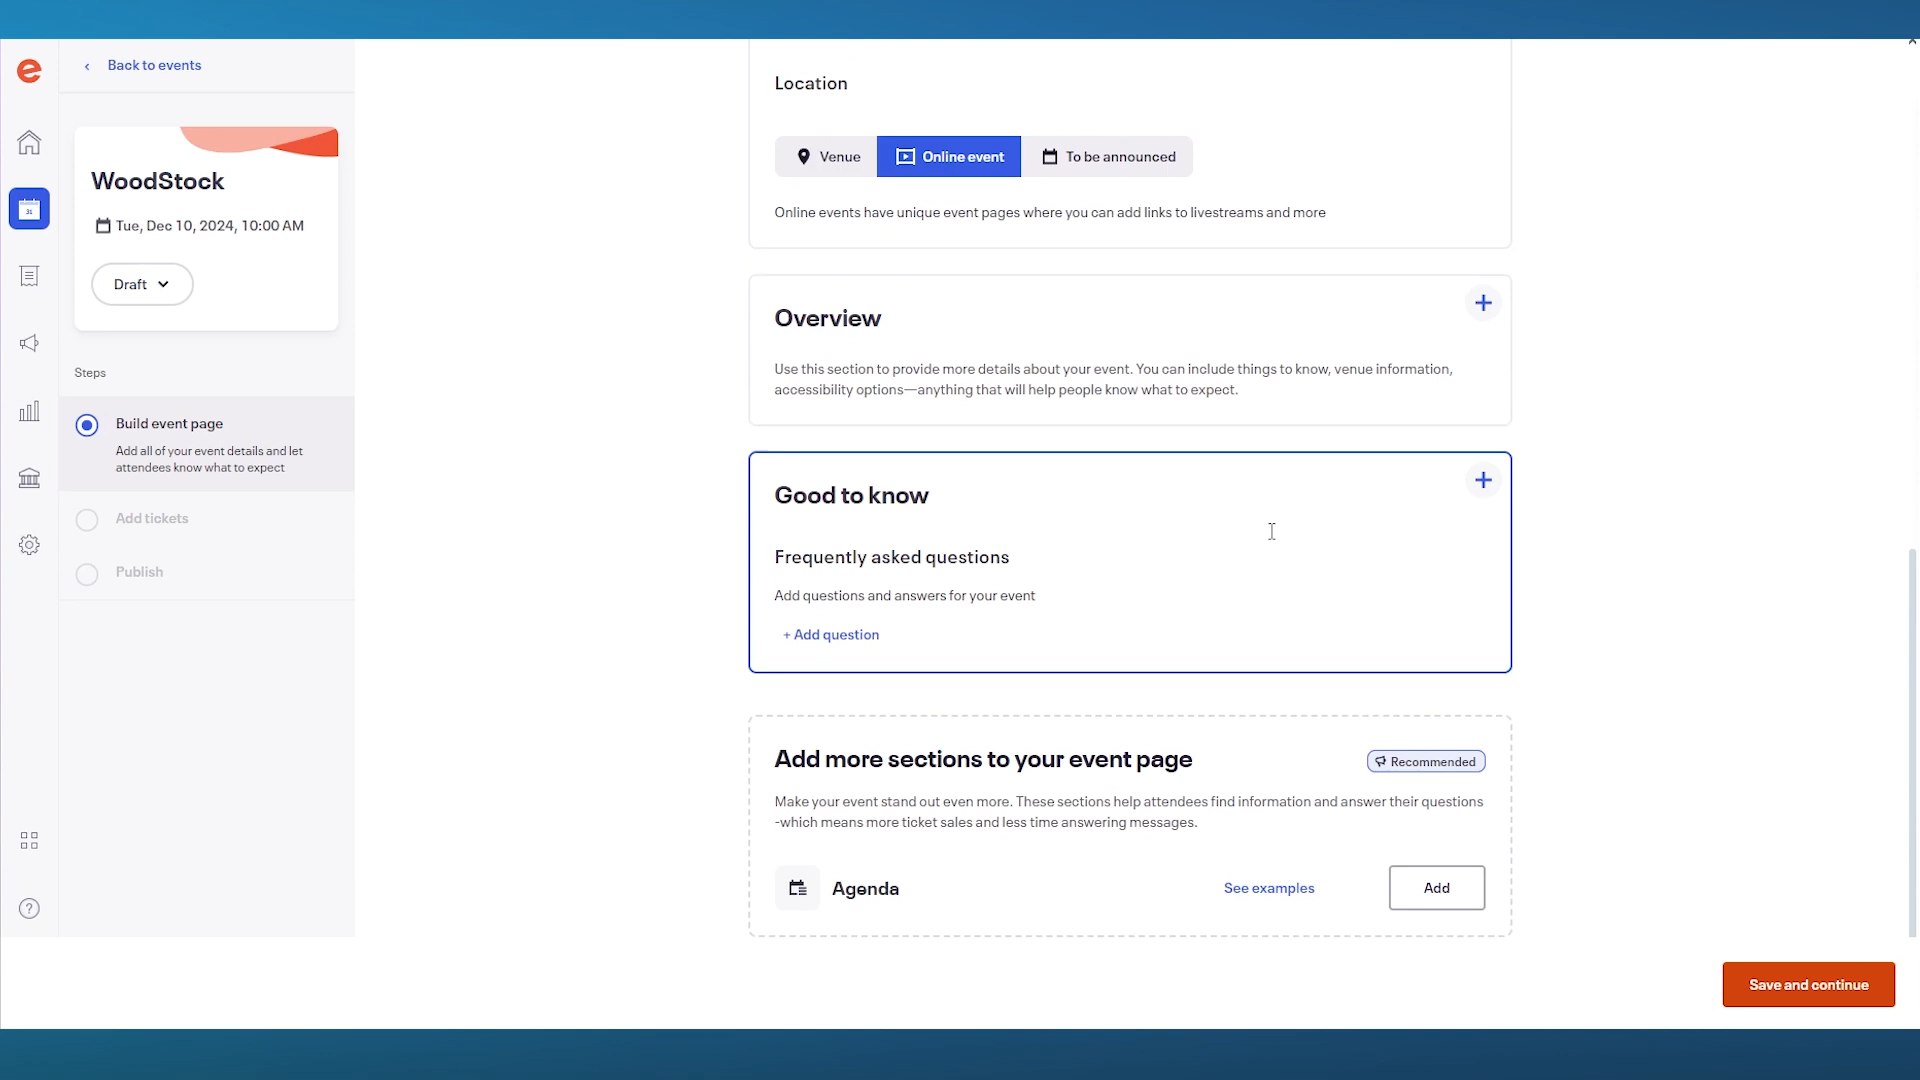 Back to events
WoodStock
Tue, Dec 10, 2024, 10:00 AM
Draft
Steps
Build event page
Add all of your event details and let
attendees know what to expect
Add tickets
Publish
Location
Venue
Online event
To be announced
Online events have unique event pages where you can add links to livestreams and more
Overview
Use this section to provide more details about your event. You can include things to know, venue information,
accessibility options—anything that will help people know what to expect.
Good to know
Frequently asked questions
Add questions and answers for your event
+ Add question
Add more sections to your event page
Recommended
Make your event stand out even more. These sections help attendees find information and answer their questions
-which means more ticket sales and less time answering messages.
Agenda
See examples
Add
Save and continue